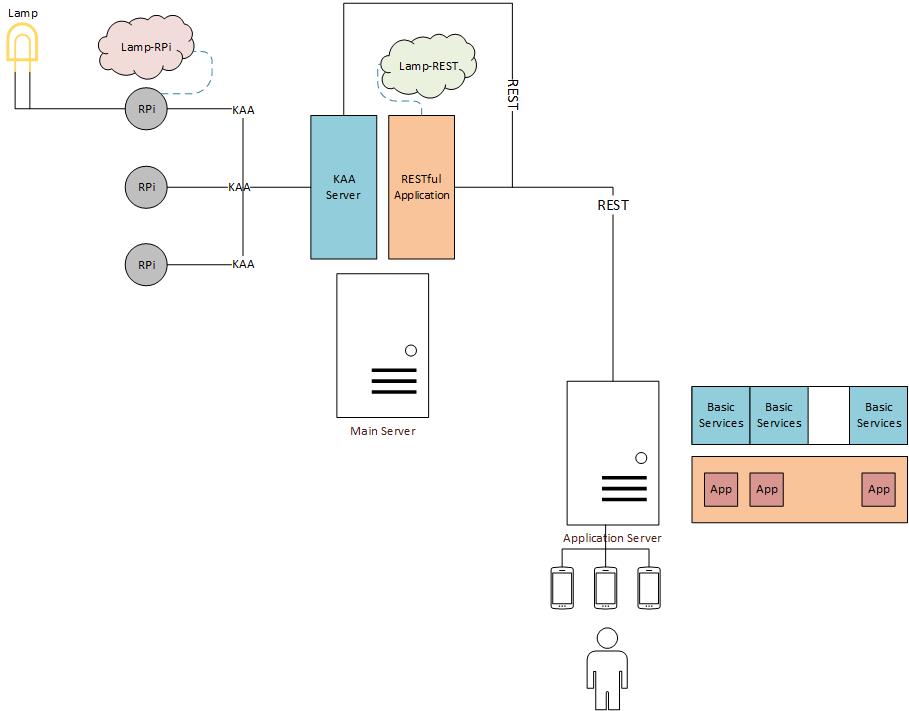 Lamp
Lamp-RPi
Lamp-REST
RPi
KAA
REST
KAA
Server
RESTful
Application
RPi
KAA
REST
RPi
KAA
Main Server
Basic
Services
Basic
Services
Basic
Services
App
App
App
Application Server